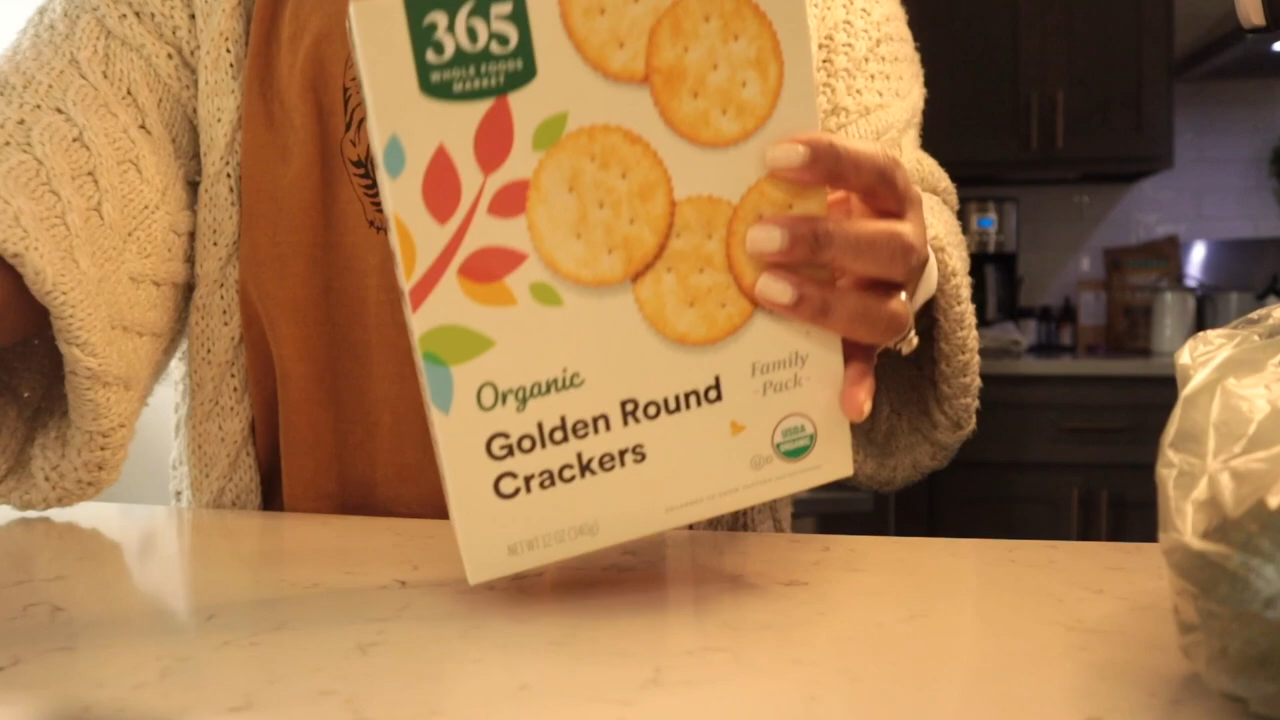 365
WHOLE FOODS
MARKET
Organic
Golden Round
Crackers
Family
-Pack-
USDA
ORGANIC
NET WT 12 OZ (340g)